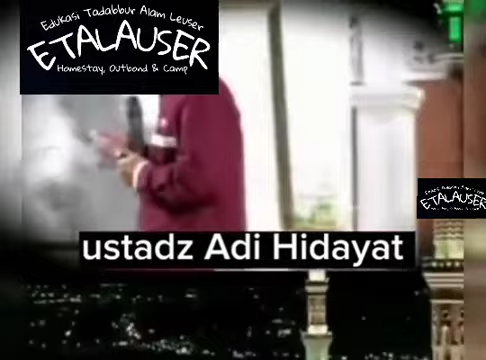 Edukasi Tadabbur Alam Leuser
ETALAUSER
Homestay, Outbond & Camp
ETALAUSER
ustadz Adi Hidayat